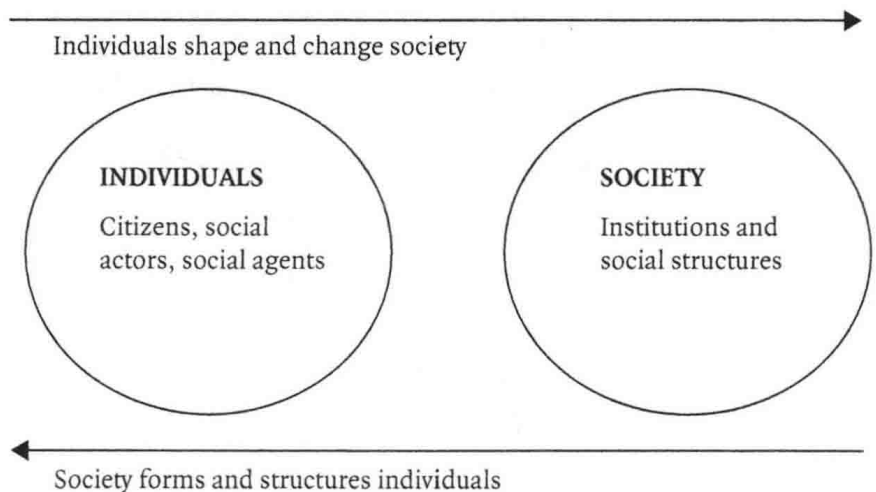 Individuals shape and change society
INDIVIDUALS
Citizens, social
actors, social agents
SOCIETY
Institutions and
social structures
Society forms and structures individuals